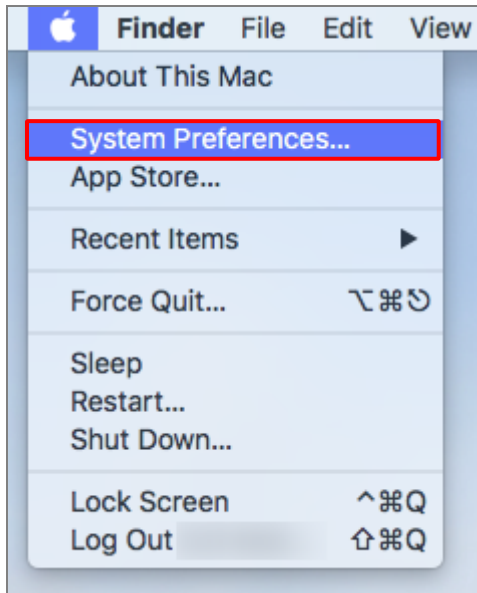 Finder File Edit View
About This Mac
System Preferences...
App Store...
Recent Items ▶
Force Quit... ⌥⌘⎋
Sleep
Restart...
Shut Down...
Lock Screen ^⌘Q
Log Out ⇧⌘Q